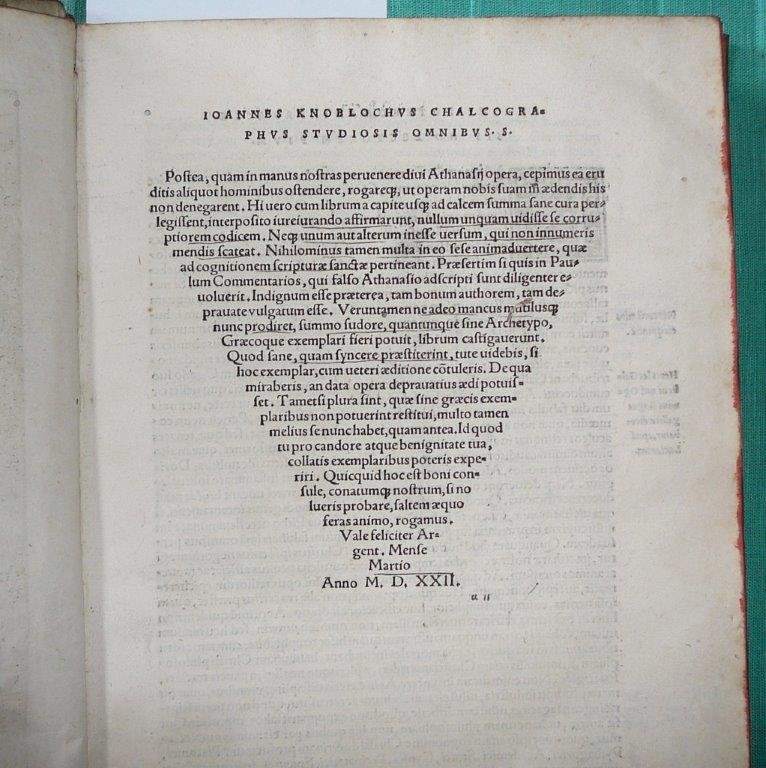 IOANNES KNOBLOCHVS CHALCOGRA⸗
PHVS STVDIOSIS OMNIBVS. S.
Postea, quam in manus nostras peruenere diui Athanasij opera, cepimus ea eru
ditis aliquot hominibus ostendere, rogareq;, ut operam nobis suam in ædendis his
non denegarent. Hi uero cum librum a capite usq; ad calcem summa sane cura per⸗
legissent, interposito iureiurando affirmarunt, nullum unquam uidisse se corru⸗
ptiorem codicem. Neq; unum aut alterum inesse uersum, qui non innumeris
mendis scateat. Nihilominus tamen multa in eo sese animaduertere, quæ
ad cognitionem scripturæ sanctæ pertineant. Præsertim si quis in Pau⸗
lum Commentarios, qui falso Athanasio adscripti sunt diligenter e⸗
uoluerit. Indignum esse præterea, tam bonum authorem, tam de⸗
prauate vulgatum esse. Veruntamen ne adeo mancus mutilusq;
nunc prodiret, summo sudore, quantunque sine Archetypo,
Græcoque exemplari fieri potuit, librum castigauerunt.
Quod sane, quam syncere præstiterint, tute uidebis, si
hoc exemplar, cum ueteri æditione cõtuleris. De qua
miraberis, an data opera deprauatius ædi potuis⸗
set. Tametsi plura sint, quæ sine græcis exem⸗
plaribus non potuerint restitui, multo tamen
melius se nunc habet, quam antea. Id quod
tu pro candore atque benignitate tua,
collatis exemplaribus poteris expe⸗
riri. Quicquid hoc est boni con⸗
sule, conatumq; nostrum, si no
lueris probare, saltem æquo
feras animo, rogamus.
Vale feliciter Ar⸗
gent. Mense
Martio
Anno M. D. XXII.
a ii